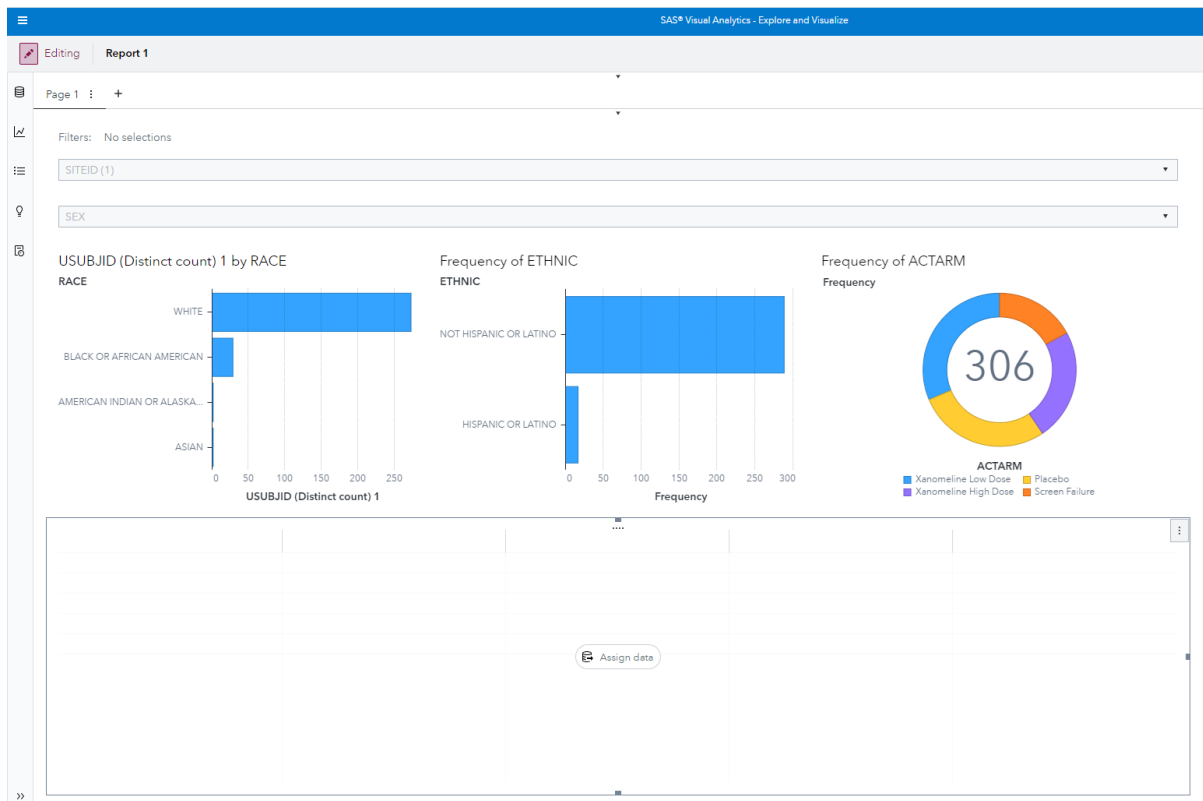 SAS® Visual Analytics - Explore and Visualize
Editing Report 1
Page 1
Filters: No selections
SITEID (1)
SEX
USUBJID (Distinct count) 1 by RACE
RACE
WHITE
BLACK OR AFRICAN AMERICAN
AMERICAN INDIAN OR ALASKA...
ASIAN
0 50 100 150 200 250
USUBJID (Distinct count) 1
Frequency of ETHNIC
ETHNIC
NOT HISPANIC OR LATINO
HISPANIC OR LATINO
0 50 100 150 200 250 300
Frequency
Frequency of ACTARM
Frequency
306
ACTARM
Xanomeline Low Dose Placebo
Xanomeline High Dose Screen Failure
Assign data